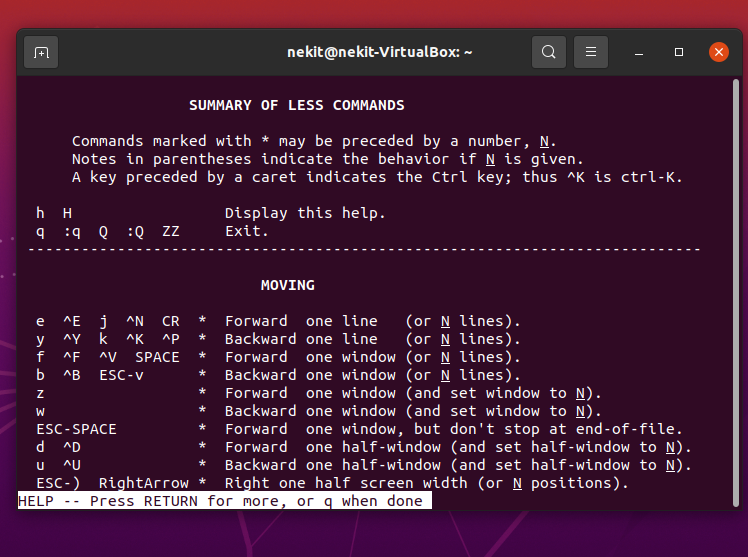 nekit@nekit-VirtualBox: ~
SUMMARY OF LESS COMMANDS
Commands marked with * may be preceded by a number, N.
Notes in parentheses indicate the behavior if N is given.
A key preceded by a caret indicates the Ctrl key; thus ^K is ctrl-K.
h  H                 Display this help.
q  :q  Q  :Q  ZZ     Exit.
---------------------------------------------------------------------------
MOVING
e  ^E  j  ^N  CR  *  Forward  one line   (or N lines).
y  ^Y  k  ^K  ^P  *  Backward one line   (or N lines).
f  ^F  ^V  SPACE  *  Forward  one window (or N lines).
b  ^B  ESC-v      *  Backward one window (or N lines).
z                 *  Forward  one window (and set window to N).
w                 *  Backward one window (and set window to N).
ESC-SPACE         *  Forward  one window, but don't stop at end-of-file.
d  ^D             *  Forward  one half-window (and set half-window to N).
u  ^U             *  Backward one half-window (and set half-window to N).
ESC-)  RightArrow *  Right one half screen width (or N positions).
HELP -- Press RETURN for more, or q when done